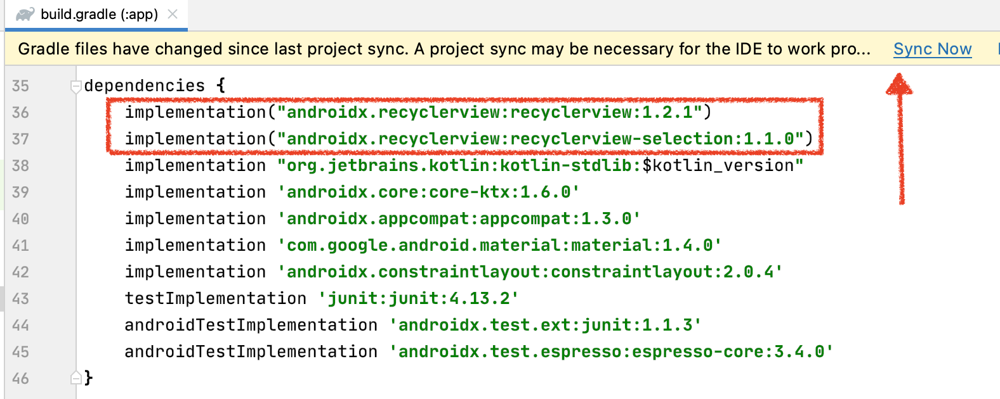 build.gradle (:app)
Gradle files have changed since last project sync. A project sync may be necessary for the IDE to work pro... Sync Now
35 dependencies {
36 implementation("androidx.recyclerview:recyclerview:1.2.1")
37 implementation("androidx.recyclerview:recyclerview-selection:1.1.0")
38 implementation "org.jetbrains.kotlin:kotlin-stdlib:$kotlin_version"
39 implementation 'androidx.core:core-ktx:1.6.0'
40 implementation 'androidx.appcompat:appcompat:1.3.0'
41 implementation 'com.google.android.material:material:1.4.0'
42 implementation 'androidx.constraintlayout:constraintlayout:2.0.4'
43 testImplementation 'junit:junit:4.13.2'
44 androidTestImplementation 'androidx.test.ext:junit:1.1.3'
45 androidTestImplementation 'androidx.test.espresso:espresso-core:3.4.0'
46 }